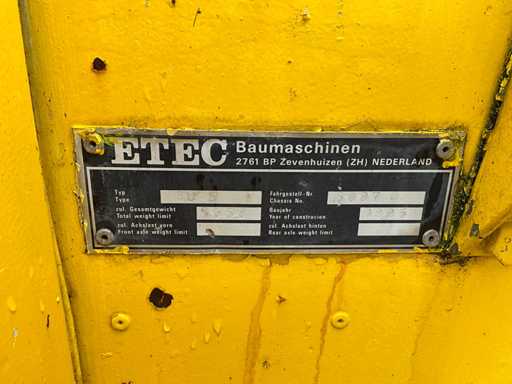 ETEC Baumaschinen
2761 BP Zevenhuizen (ZH) NEDERLAND
Typ
Type
Fahrgestell-Nr.
Chassis No.
zul. Gesamtgewicht
Total weight limit
Baujahr
Year of constracion
zul. Achslast vorn
Front axle weight limit
zul. Achslast hinten
Rear axle weight limit